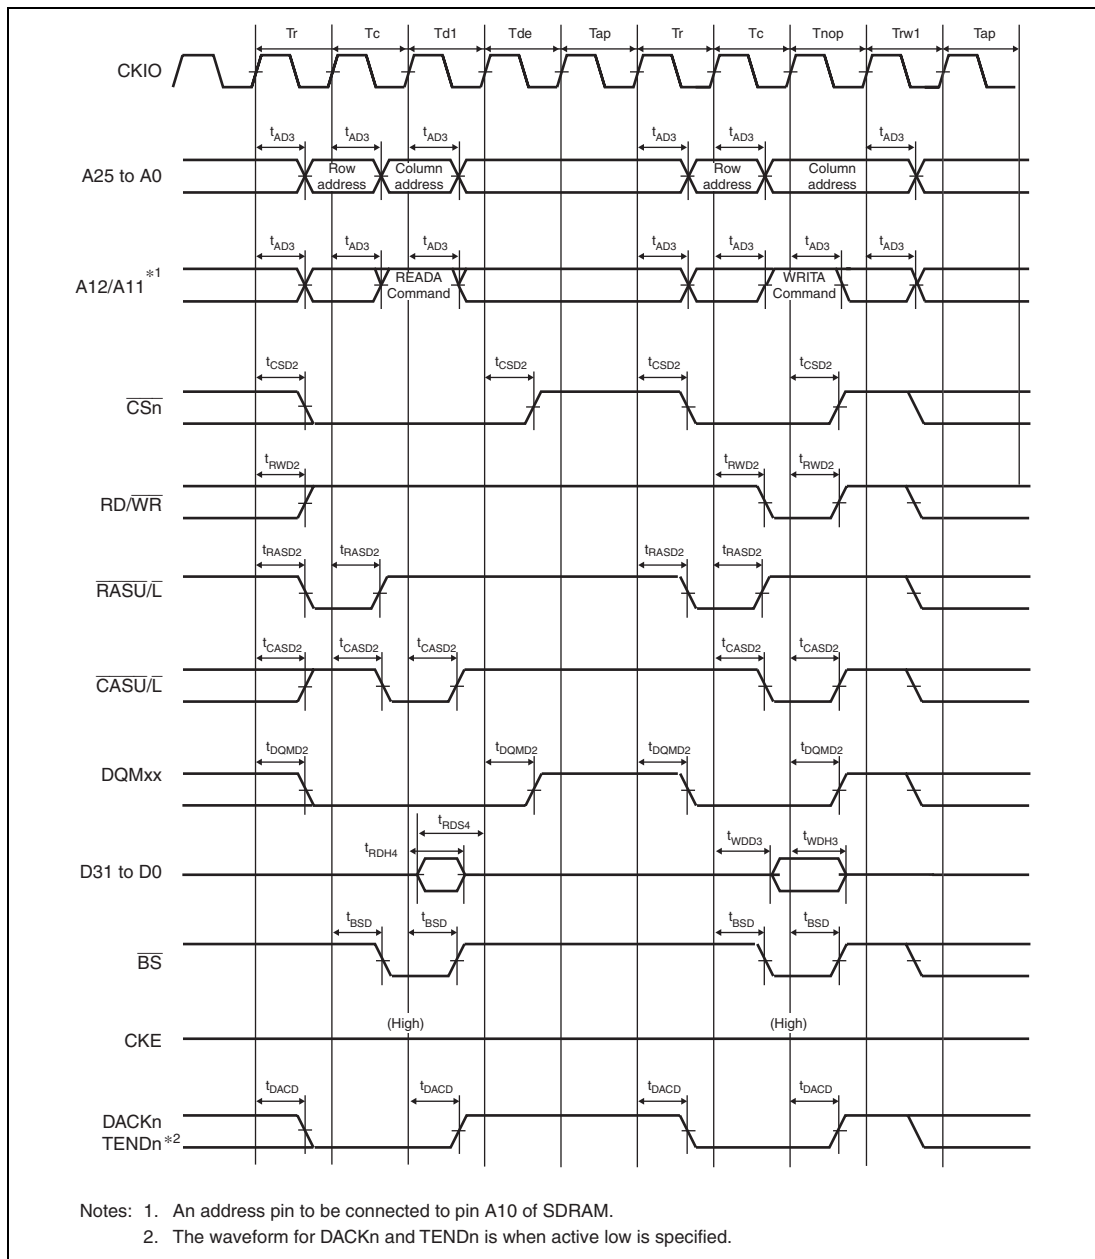 Tr Tc Td1 Tde Tap Tr Tc Tnop Trw1 Tap
CKIO
tAD3 tAD3 tAD3 tAD3 tAD3 tAD3
A25 to A0
Row address
Column address
Row address
Column address
tAD3 tAD3 tAD3 tAD3 tAD3 tAD3 tAD3
A12/A11 *1
READA Command
WRITA Command
tCSD2 tCSD2 tCSD2 tCSD2
CSn
tRWD2 tRWD2 tRWD2
RD/WR
tRASD2 tRASD2 tRASD2 tRASD2
RASU/L
tCASD2 tCASD2 tCASD2 tCASD2 tCASD2
CASU/L
tDQMD2 tDQMD2 tDQMD2 tDQMD2
DQMxx
tRDS4
tRDH4 tWDD3 tWDH3
D31 to D0
tBSD tBSD tBSD tBSD
BS
(High) (High)
CKE
tDACD tDACD tDACD tDACD
DACKn
TENDn *2
Notes: 1. An address pin to be connected to pin A10 of SDRAM.
2. The waveform for DACKn and TENDn is when active low is specified.